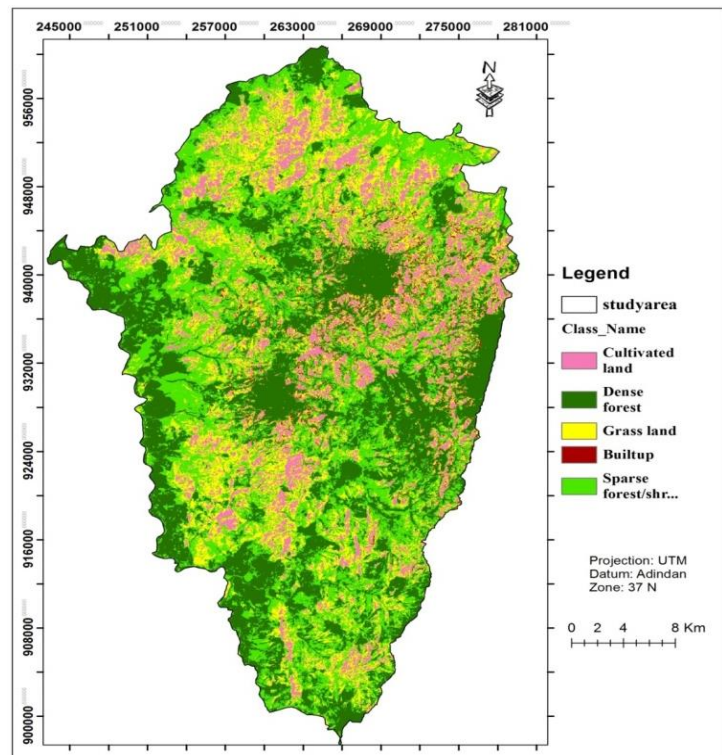 245000 251000 257000 263000 269000 275000 281000
N
956000
948000
940000
932000
924000
916000
908000
900000
Legend
studyarea
Class_Name
Cultivated
land
Dense
forest
Grass land
Builtup
Sparse
forest/shr...
Projection: UTM
Datum: Adindan
Zone: 37 N
0 2 4 8 Km